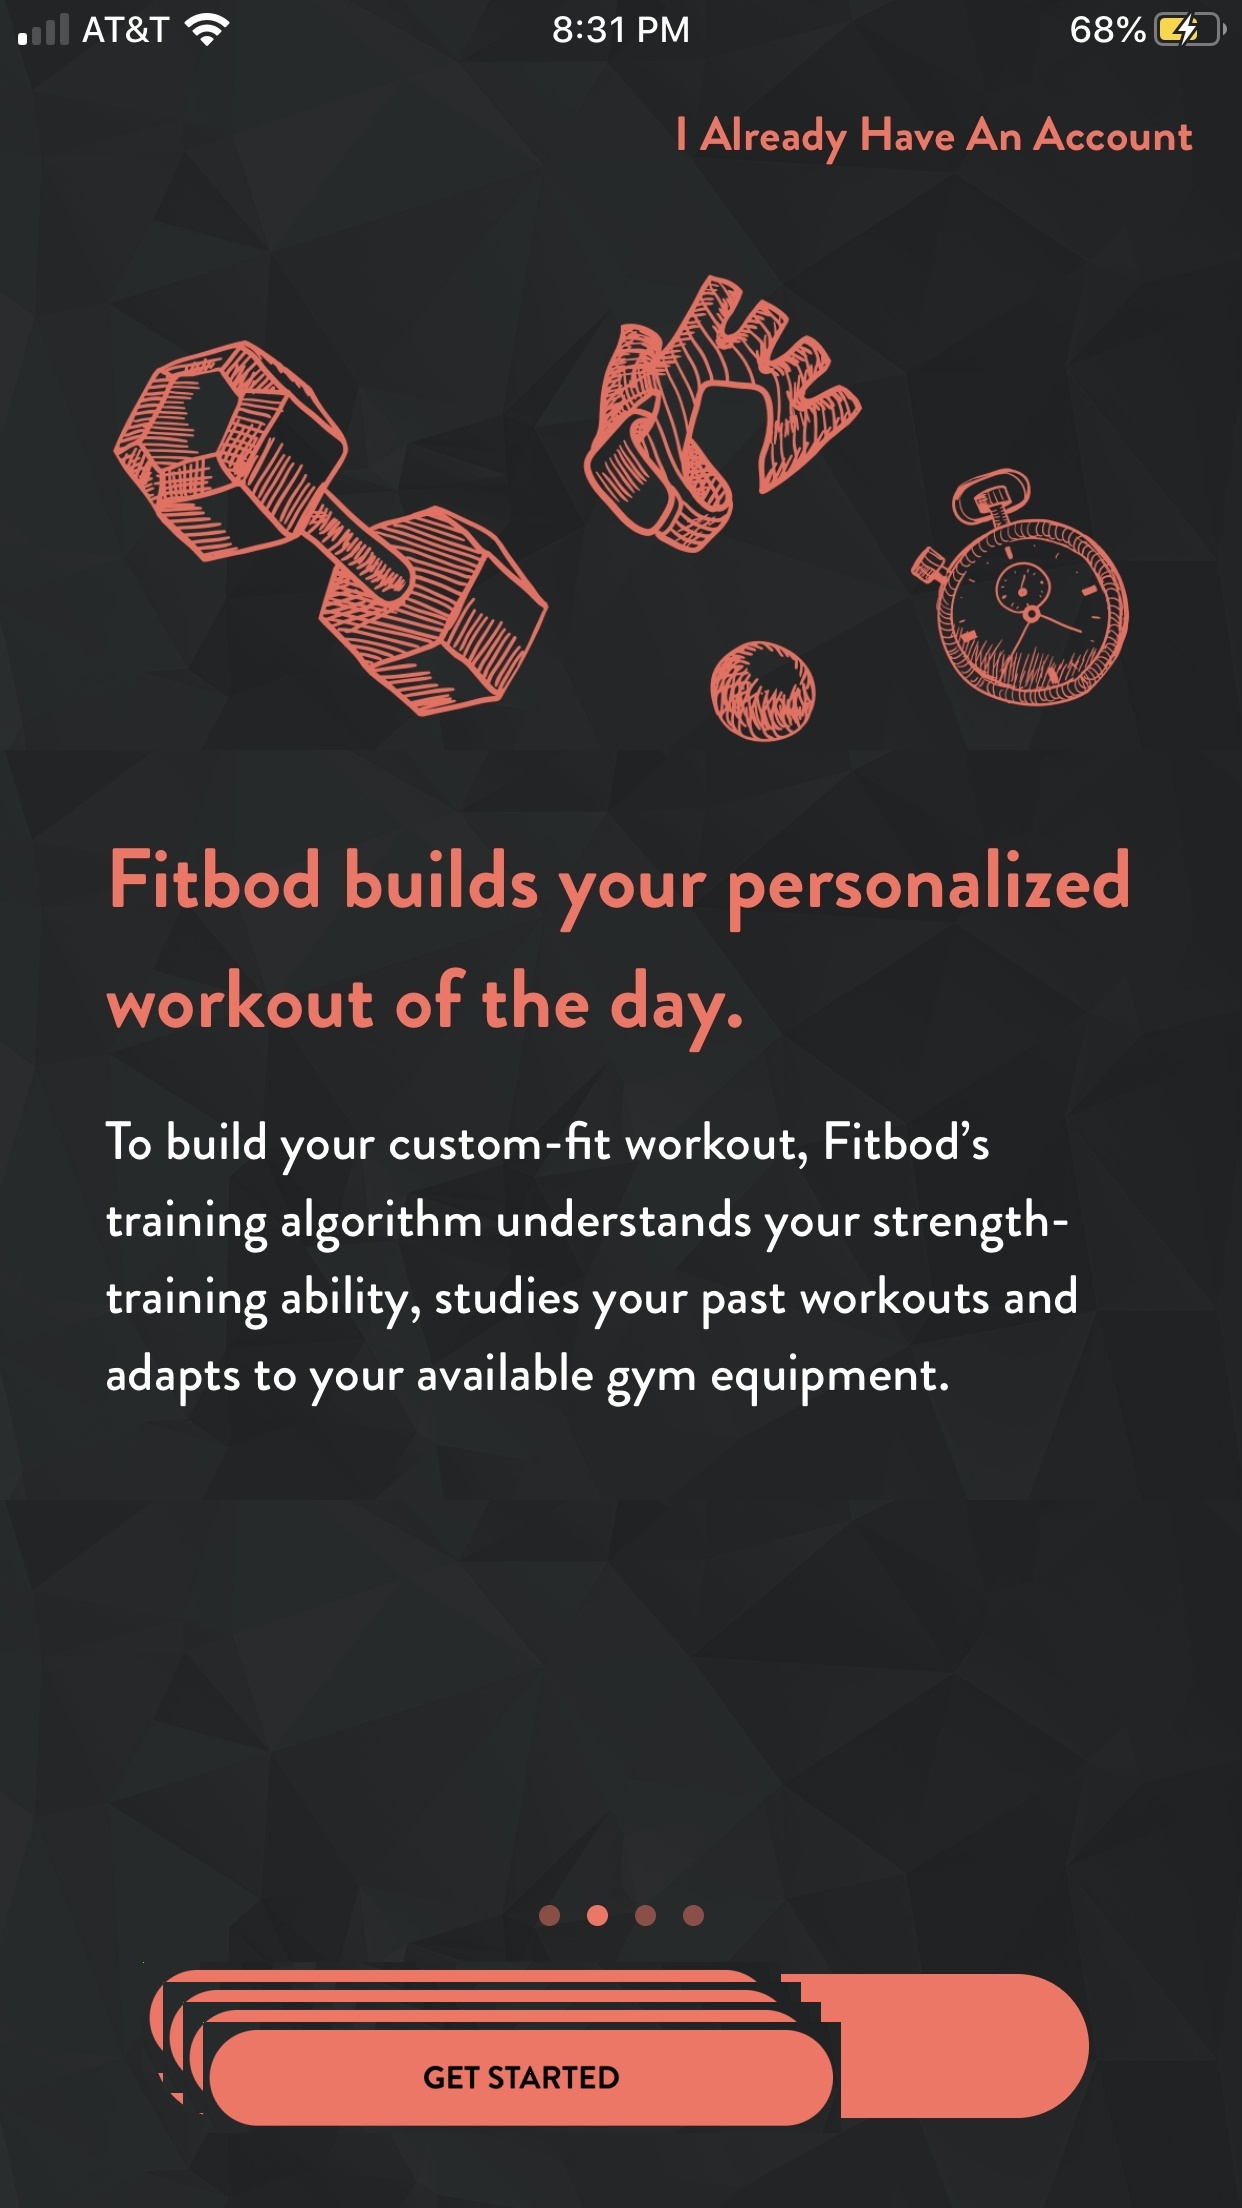 AT&T 8:31 PM 68%
I Already Have An Account
Fitbod builds your personalized
workout of the day.
To build your custom-fit workout, Fitbod’s
training algorithm understands your strength-
training ability, studies your past workouts and
adapts to your available gym equipment.
GET STARTED